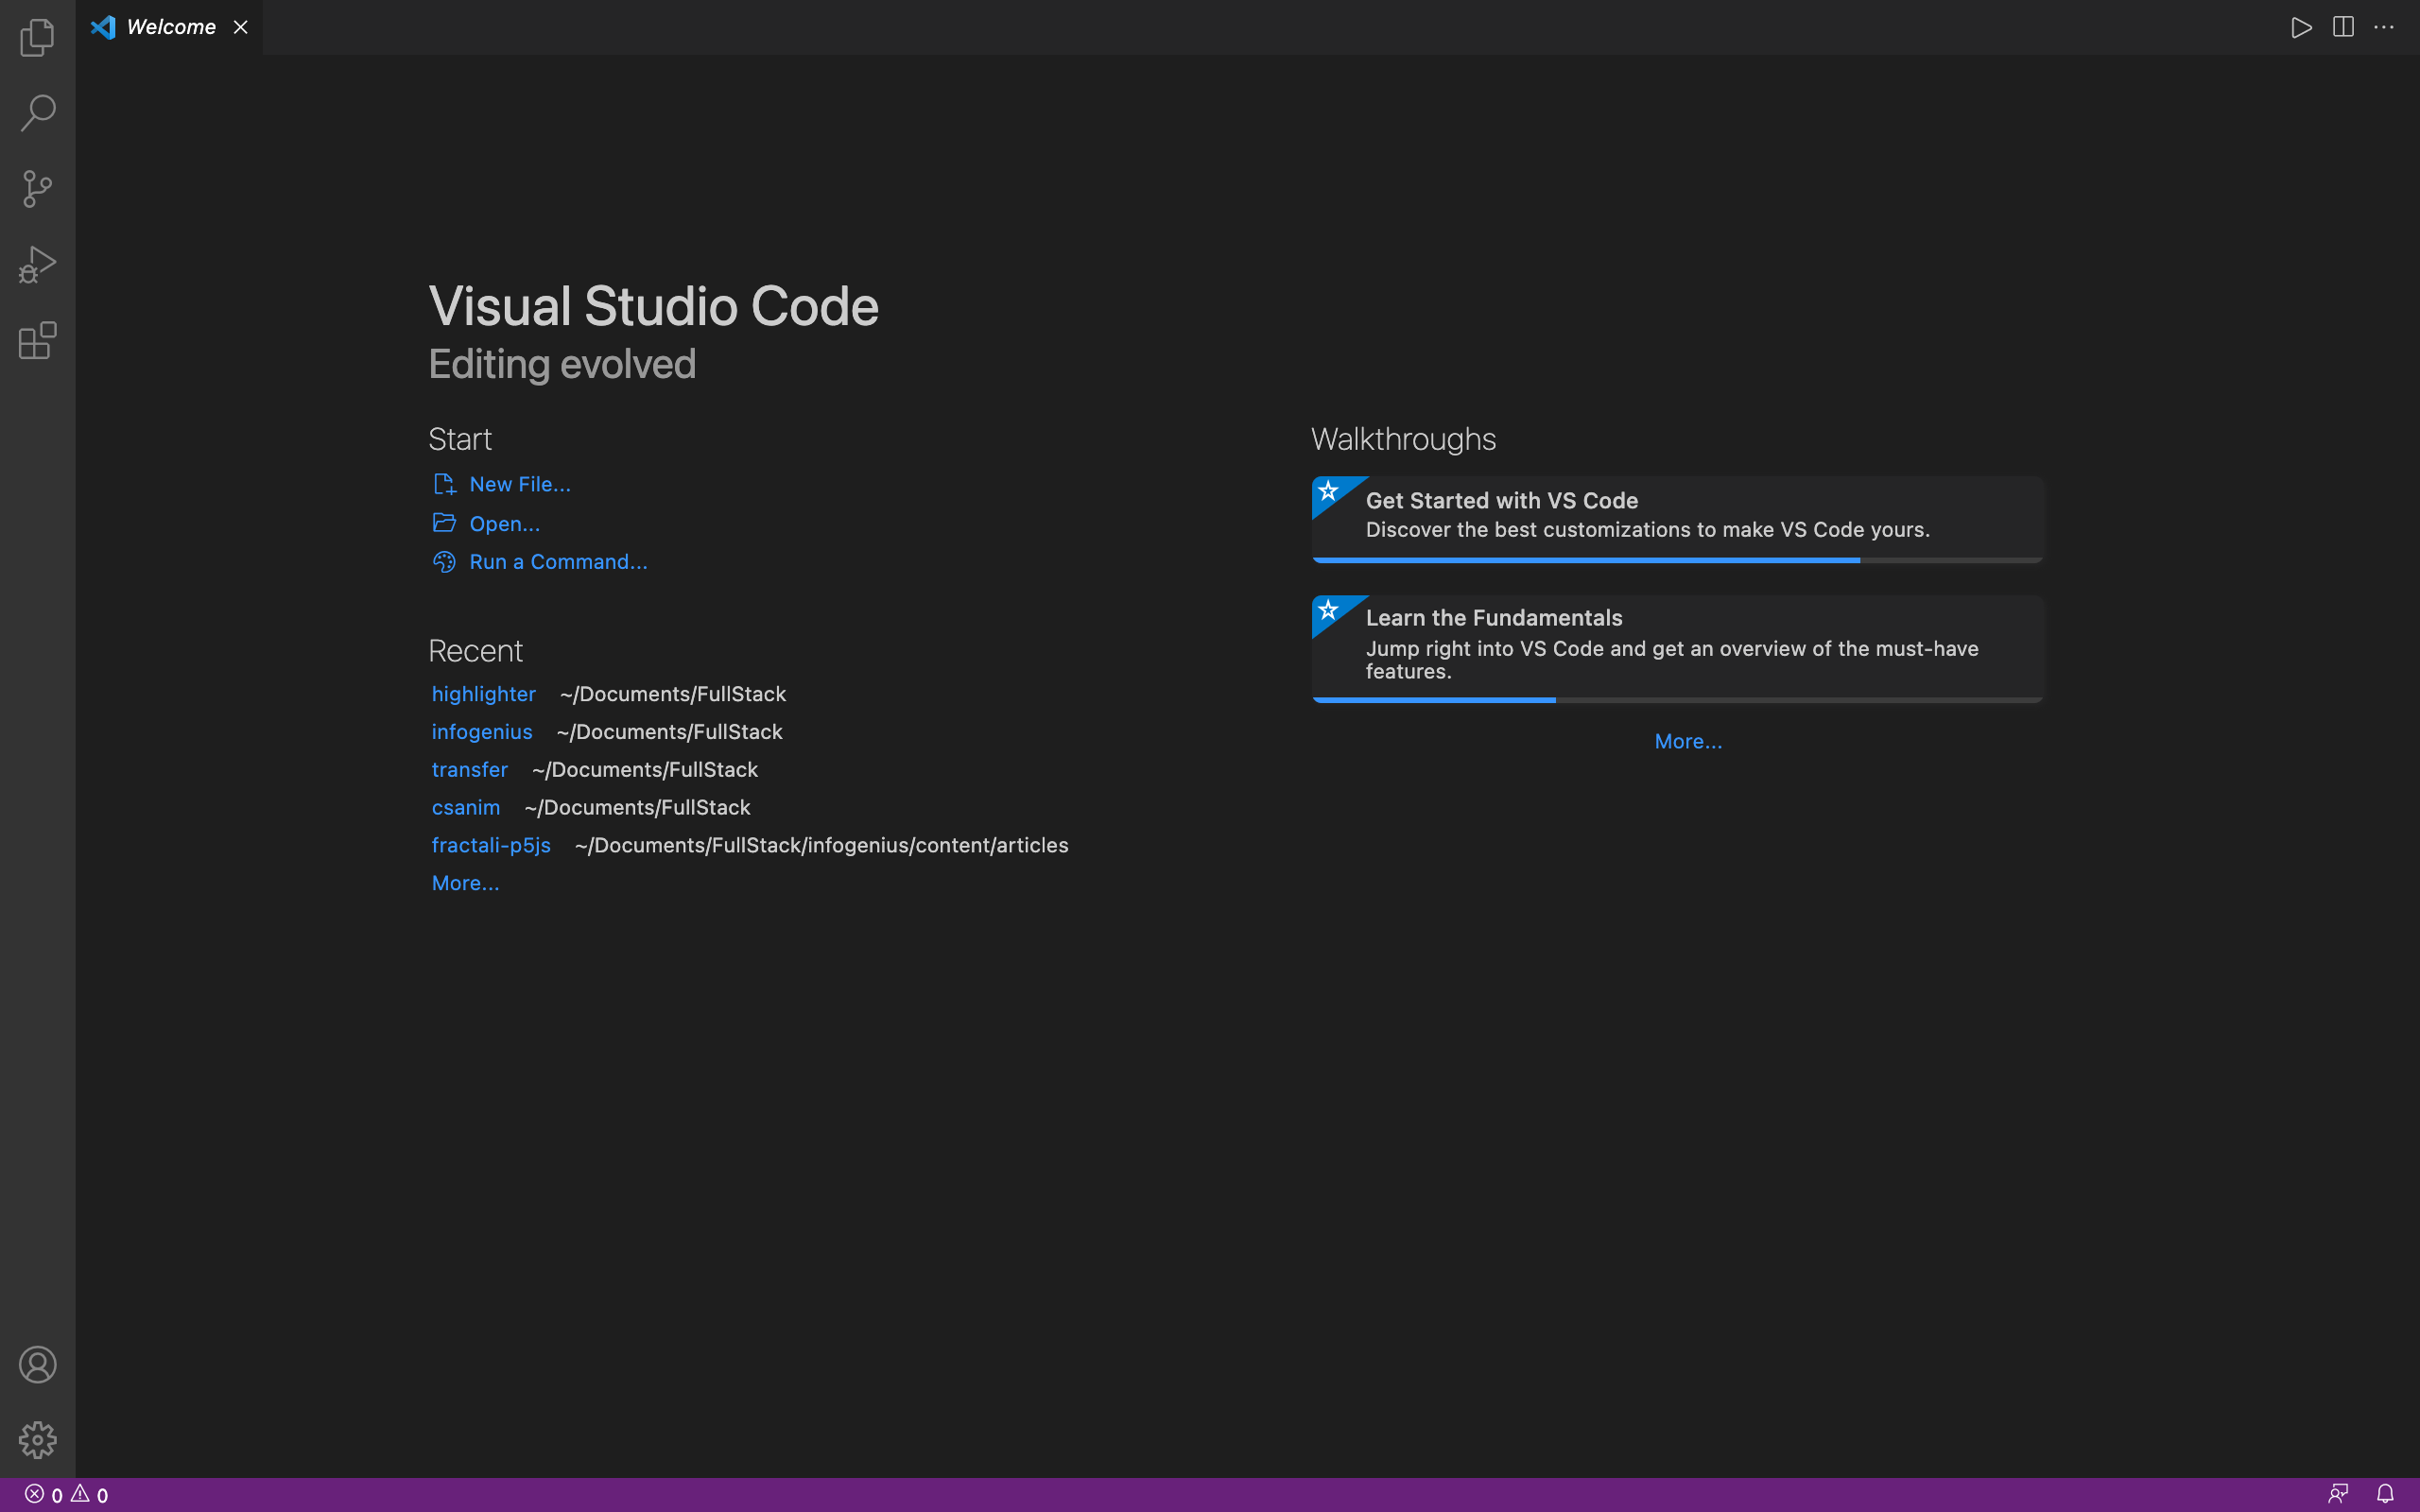 Welcome
Visual Studio Code
Editing evolved
Start
New File...
Open...
Run a Command...
Recent
highlighter ~/Documents/FullStack
infogenius ~/Documents/FullStack
transfer ~/Documents/FullStack
csanim ~/Documents/FullStack
fractali-p5js ~/Documents/FullStack/infogenius/content/articles
More...
Walkthroughs
Get Started with VS Code
Discover the best customizations to make VS Code yours.
Learn the Fundamentals
Jump right into VS Code and get an overview of the must-have
features.
More...
0 0